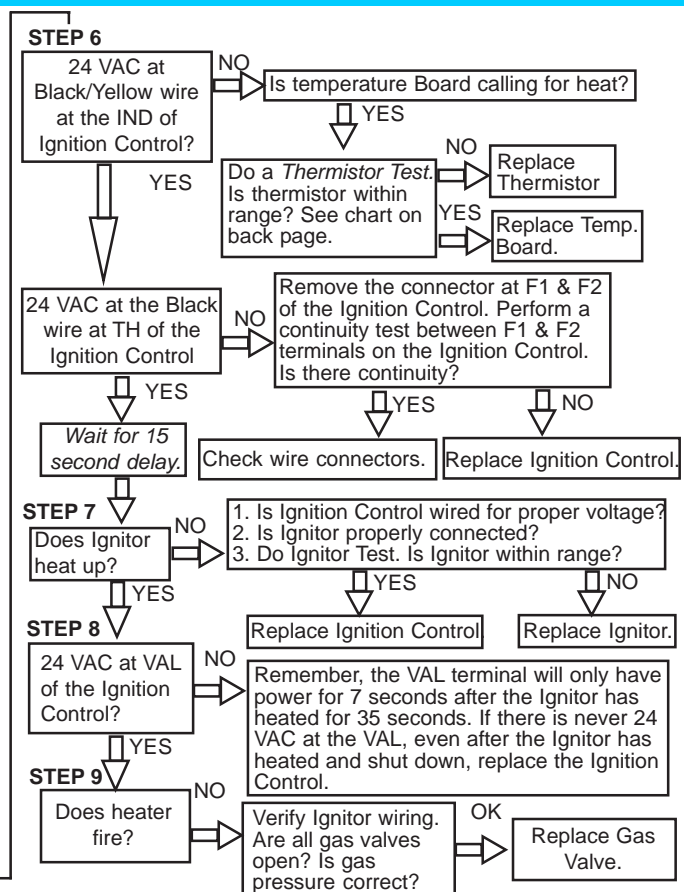 STEP 6
24 VAC at
Black/Yellow wire
at the IND of
Ignition Control?
NO
Is temperature Board calling for heat?
YES
Do a Thermistor Test.
Is thermistor within
range? See chart on
back page.
NO
Replace
Thermistor
YES
Replace Temp.
Board.
YES
24 VAC at the Black
wire at TH of the
Ignition Control
NO
Remove the connector at F1 & F2
of the Ignition Control. Perform a
continuity test between F1 & F2
terminals on the Ignition Control.
Is there continuity?
YES
Check wire connectors.
NO
Replace Ignition Control.
YES
Wait for 15
second delay.
STEP 7
Does Ignitor
heat up?
NO
1. Is Ignition Control wired for proper voltage?
2. Is Ignitor properly connected?
3. Do Ignitor Test. Is Ignitor within range?
YES
Replace Ignition Control.
NO
Replace Ignitor.
YES
STEP 8
24 VAC at VAL
of the Ignition
Control?
NO
Remember, the VAL terminal will only have
power for 7 seconds after the Ignitor has
heated for 35 seconds. If there is never 24
VAC at the VAL, even after the Ignitor has
heated and shut down, replace the Ignition
Control.
YES
STEP 9
Does heater
fire?
NO
Verify Ignitor wiring.
Are all gas valves
open? Is gas
pressure correct?
OK
Replace Gas
Valve.